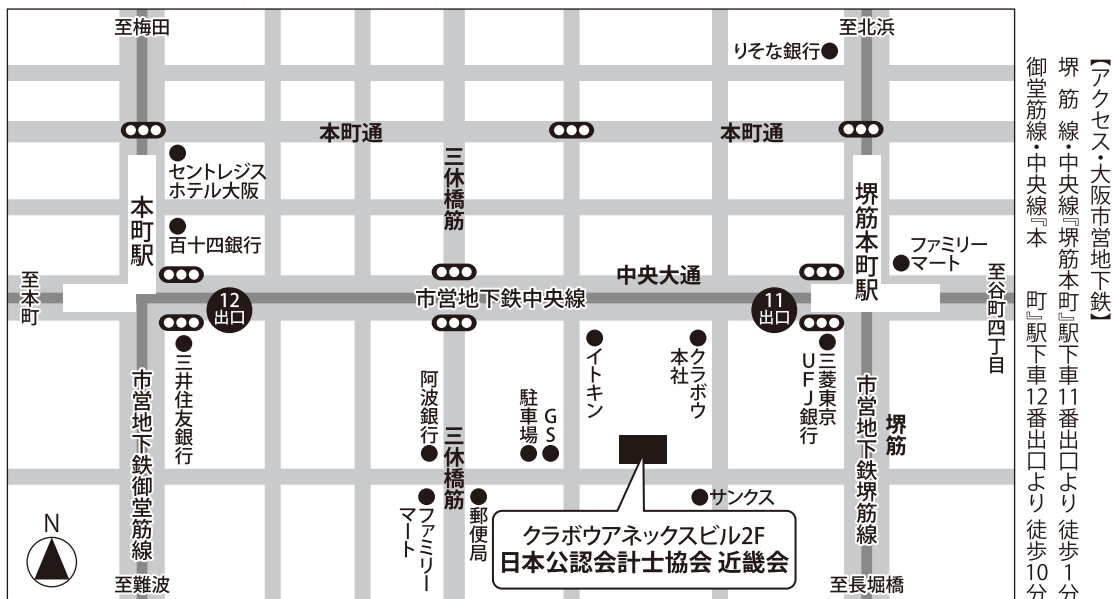 至梅田
至北浜
りそな銀行
本町通
本町通
セントレジス
ホテル大阪
三休橋筋
本町駅
堺筋本町駅
百十四銀行
ファミリー
マート
至本町
中央大通
至谷町四丁目
市営地下鉄中央線
12
出口
11
出口
三井住友銀行
イトキン
クラボウ
本社
三菱東京
UFJ銀行
市営地下鉄御堂筋線
阿波銀行
駐車場
GS
三休橋筋
市営地下鉄堺筋線
堺筋
ファミリー
マート
郵便局
サンクス
クラボウアネックスビル2F
日本公認会計士協会 近畿会
N
至難波
至長堀橋
【アクセス・大阪市営地下鉄】
堺 筋 線・中央線『堺筋本町』駅下車11番出口より 徒歩1分
御堂筋線・中央線『本 町』駅下車12番出口より 徒歩10分